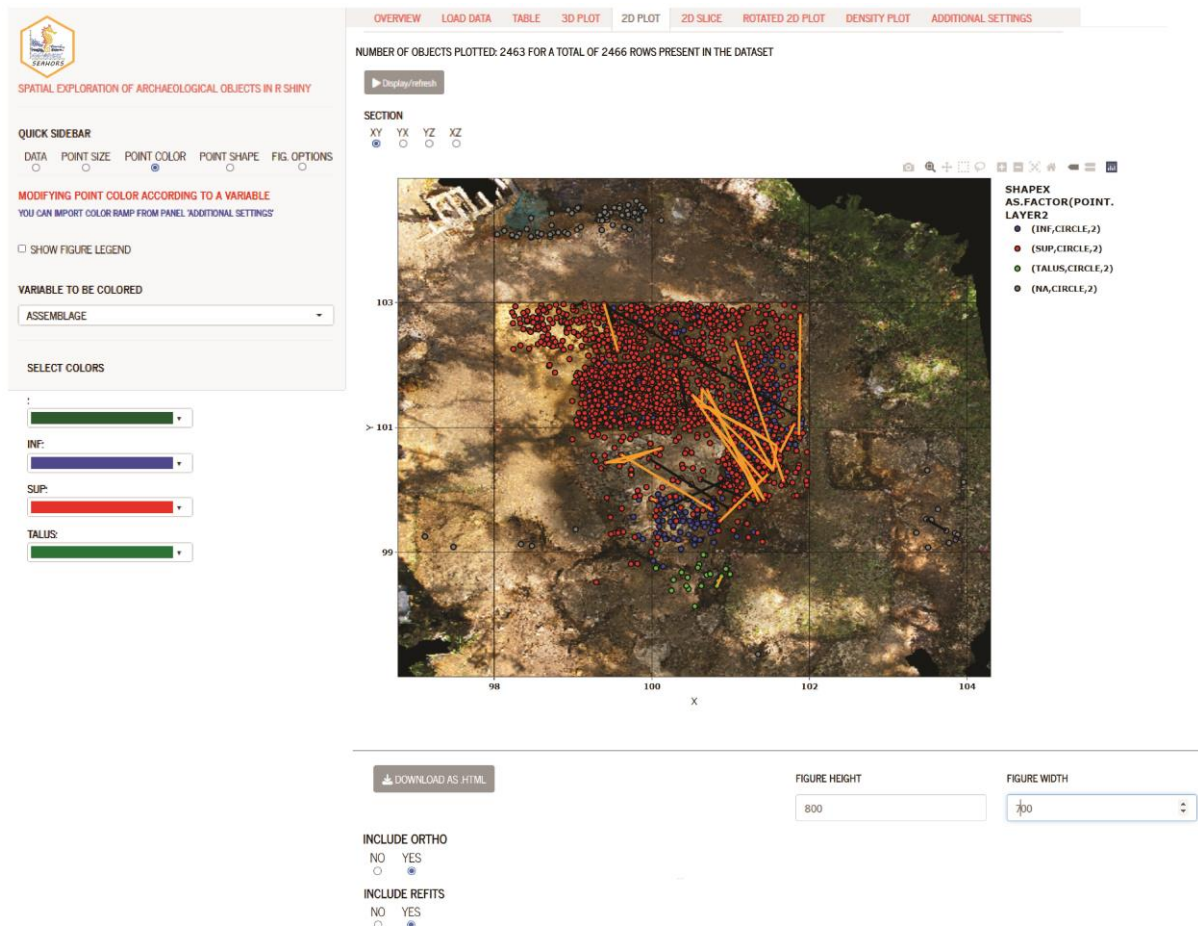 SEAHORS
SPATIAL EXPLORATION OF ARCHAEOLOGICAL OBJECTS IN R SHINY
QUICK SIDEBAR
DATA POINT SIZE POINT COLOR POINT SHAPE FIG. OPTIONS
MODIFYING POINT COLOR ACCORDING TO A VARIABLE
YOU CAN IMPORT COLOR RAMP FROM PANEL 'ADDITIONAL SETTINGS'
SHOW FIGURE LEGEND
VARIABLE TO BE COLORED
ASSEMBLAGE
SELECT COLORS
:
INF:
SUP:
TALUS:
OVERVIEW LOAD DATA TABLE 3D PLOT 2D PLOT 2D SLICE ROTATED 2D PLOT DENSITY PLOT ADDITIONAL SETTINGS
NUMBER OF OBJECTS PLOTTED: 2463 FOR A TOTAL OF 2466 ROWS PRESENT IN THE DATASET
Display/refresh
SECTION
XY YX YZ XZ
SHAPEX
AS.FACTOR(POINT.
LAYER2
(INF,CIRCLE,2)
(SUP,CIRCLE,2)
(TALUS,CIRCLE,2)
(NA,CIRCLE,2)
103
Y 101
99
98 100 102 104
X
DOWNLOAD AS .HTML
FIGURE HEIGHT FIGURE WIDTH
800 700
INCLUDE ORTHO
NO YES
INCLUDE REFITS
NO YES